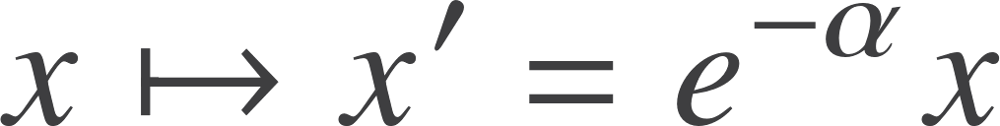 x ↦ x′ = e^{−α} x